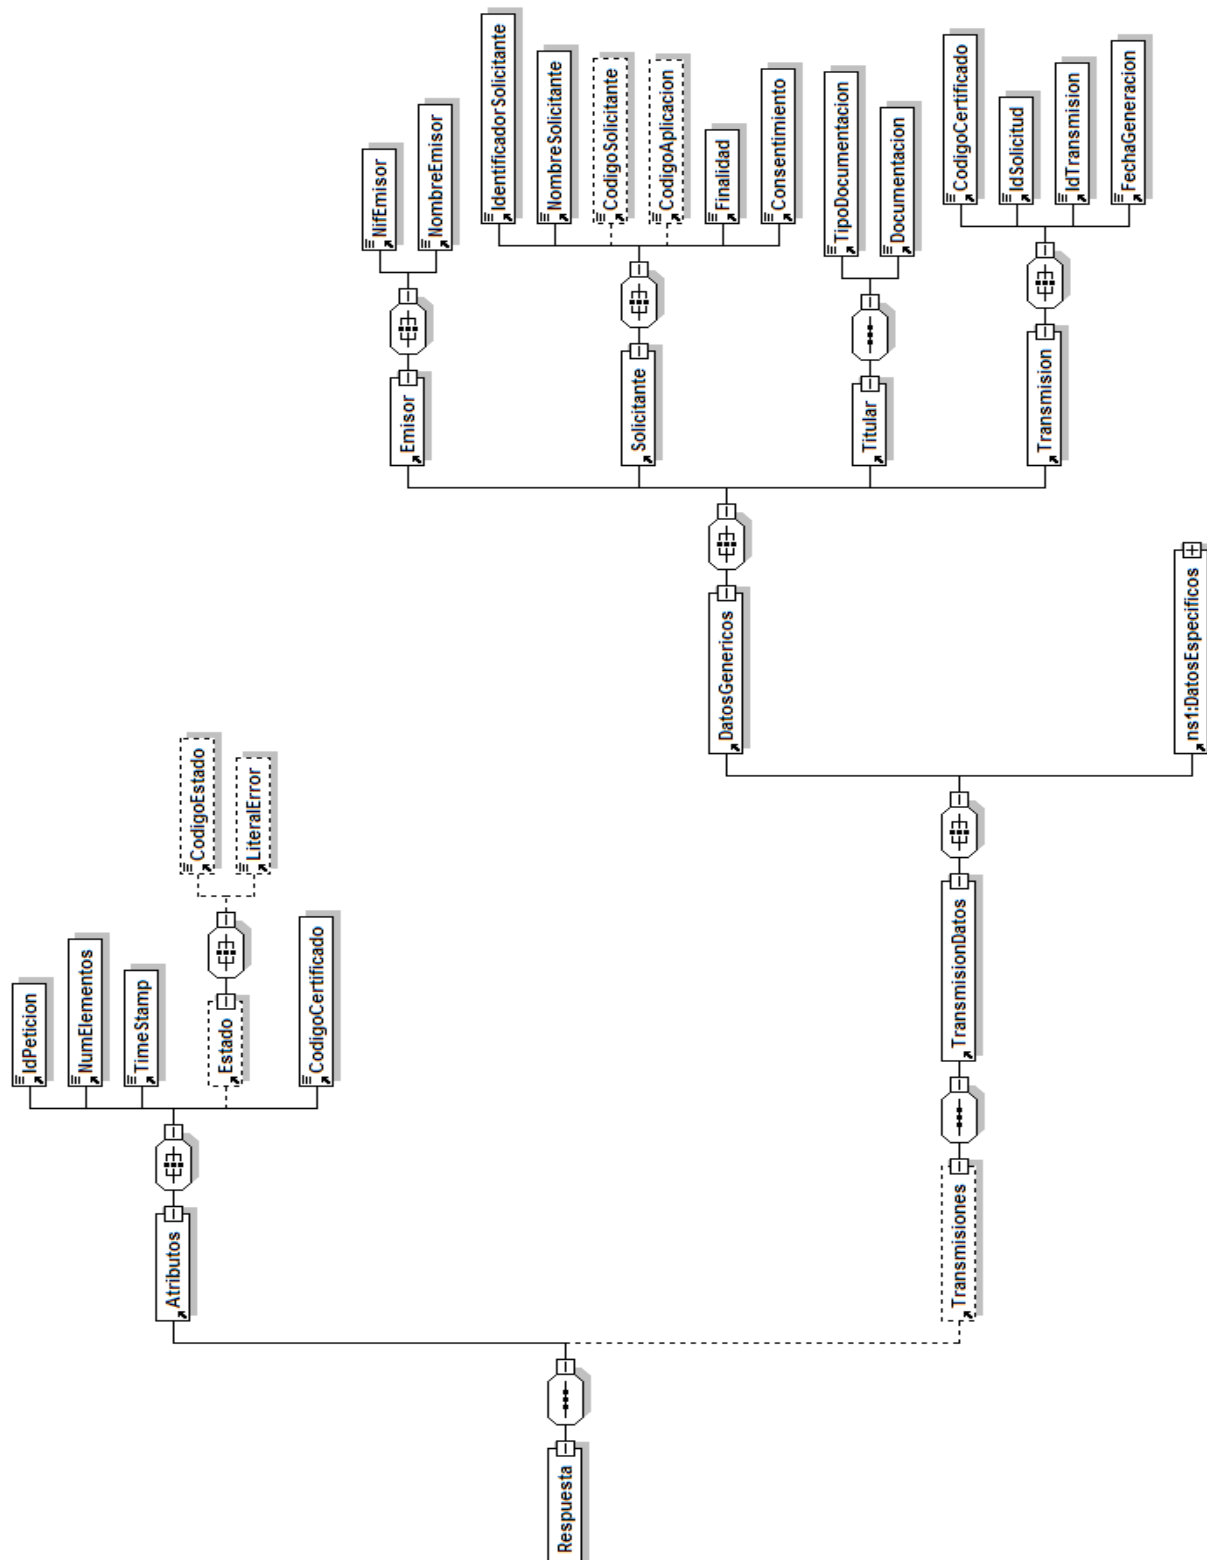 Respuesta
Atributos
IdPeticion
NumElementos
TimeStamp
Estado
CodigoEstado
LiteralError
CodigoCertificado
Transmisiones
TransmisionDatos
DatosGenericos
Emisor
NifEmisor
NombreEmisor
Solicitante
IdentificadorSolicitante
NombreSolicitante
CodigoSolicitante
CodigoAplicación
Finalidad
Consentimiento
Titular
TipoDocumentacion
Documentacion
Transmision
CodigoCertificado
IdSolicitud
IdTransmision
FechaGeneracion
ns1:DatosEspecificos